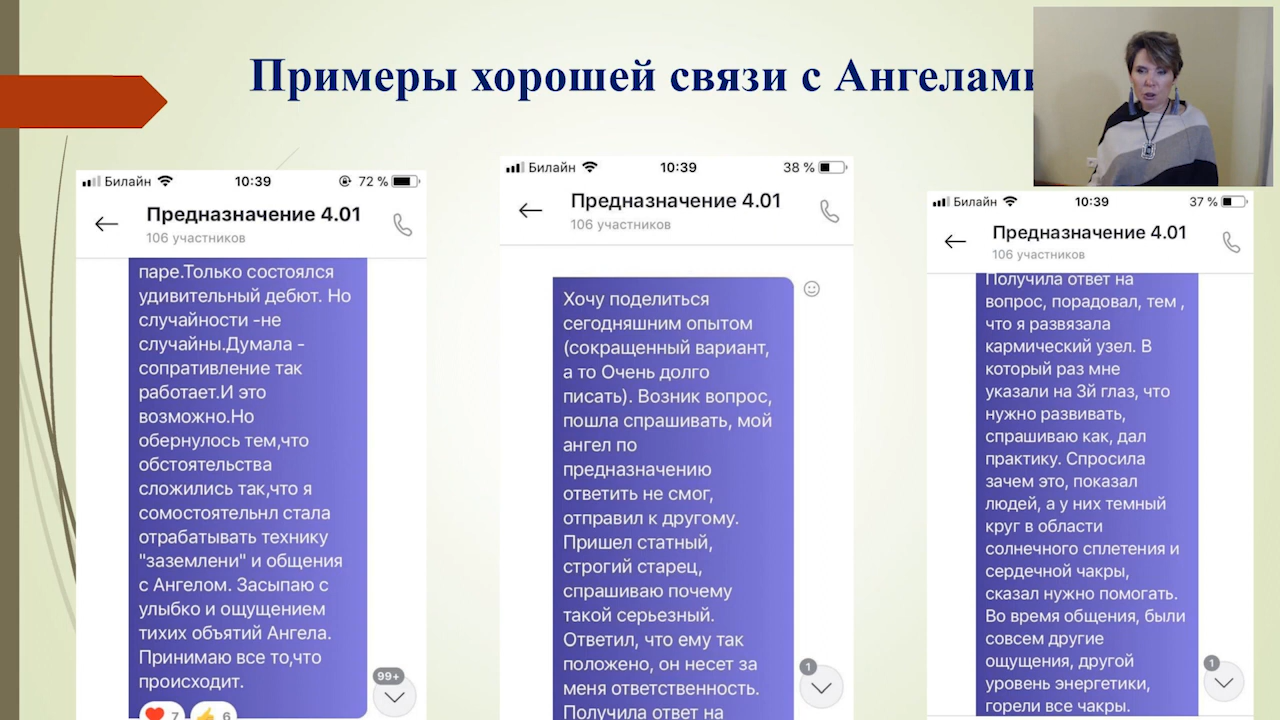 Примеры хорошей связи с Ангелами
Билайн 10:39 72 %
Предназначение 4.01
106 участников
паре.Только состоялся
удивительный дебют. Но
случайности -не
случайны.Думала -
сопративление так
работает.И это
возможно.Но
обернулось тем,что
обстоятельства
сложились так,что я
сомостоятельнл стала
отрабатывать технику
"заземлени" и общения
с Ангелом. Засыпаю с
улыбко и ощущением
тихих объятий Ангела.
Принимаю все то,что
происходит.
99+
7 6
Билайн 10:39 38 %
Предназначение 4.01
106 участников
Хочу поделиться
сегодняшним опытом
(сокращенный вариант,
а то Очень долго
писать). Возник вопрос,
пошла спрашивать, мой
ангел по
предназначению
ответить не смог,
отправил к другому.
Пришел статный,
строгий старец,
спрашиваю почему
такой серьезный.
Ответил, что ему так
положено, он несет за
меня ответственность.
Получила ответ на
1
Билайн 10:39 37 %
Предназначение 4.01
106 участников
Получила ответ на
вопрос, порадовал, тем ,
что я развязала
кармический узел. В
который раз мне
указали на 3й глаз, что
нужно развивать,
спрашиваю как, дал
практику. Спросила
зачем это, показал
людей, а у них темный
круг в области
солнечного сплетения и
сердечной чакры,
сказал нужно помогать.
Во время общения, были
совсем другие
ощущения, другой
уровень энергетики,
горели все чакры.
1